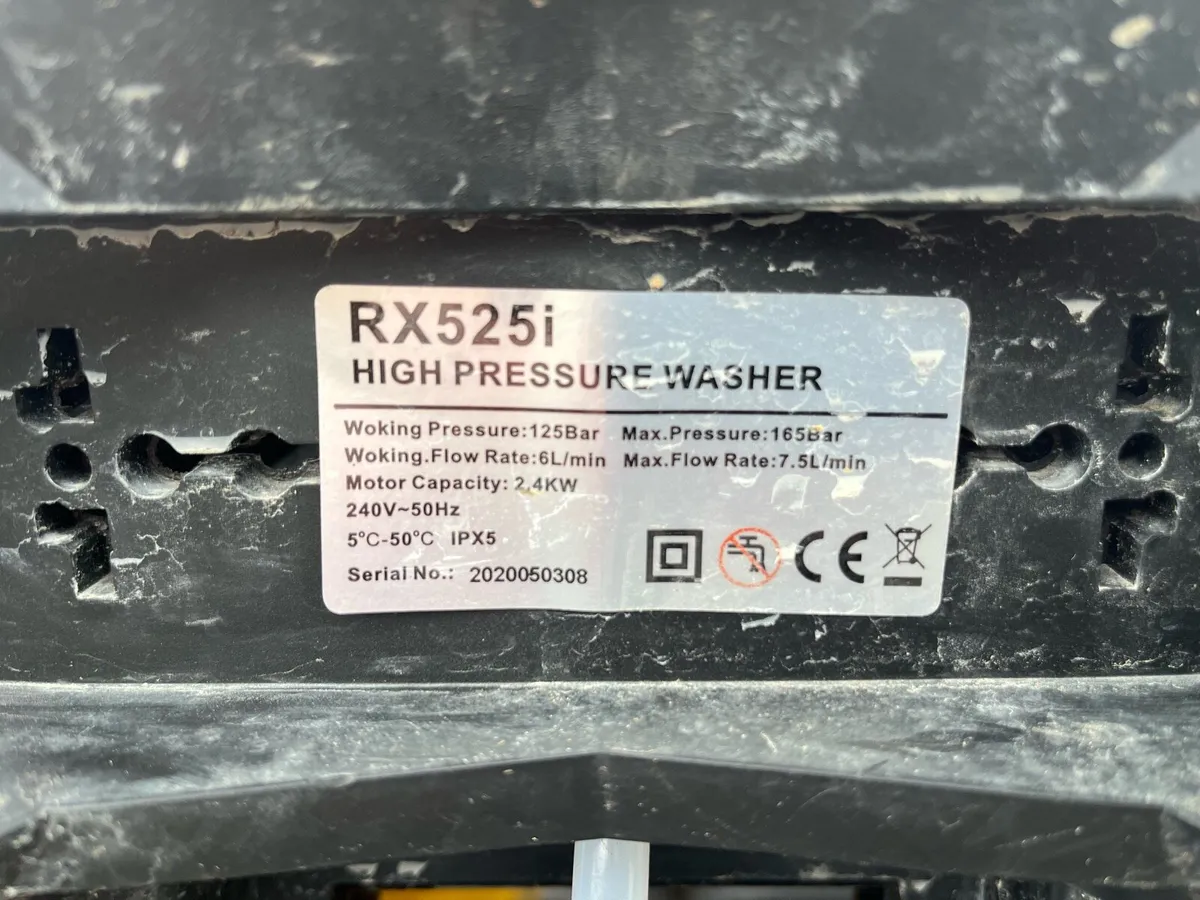 RX525i
HIGH PRESSURE WASHER
Woking Pressure:125Bar Max.Pressure:165Bar
Woking.Flow Rate:6L/min Max.Flow Rate:7.5L/min
Motor Capacity: 2.4KW
240V~50Hz
5°C-50°C IPX5
Serial No.: 2020050308
CE